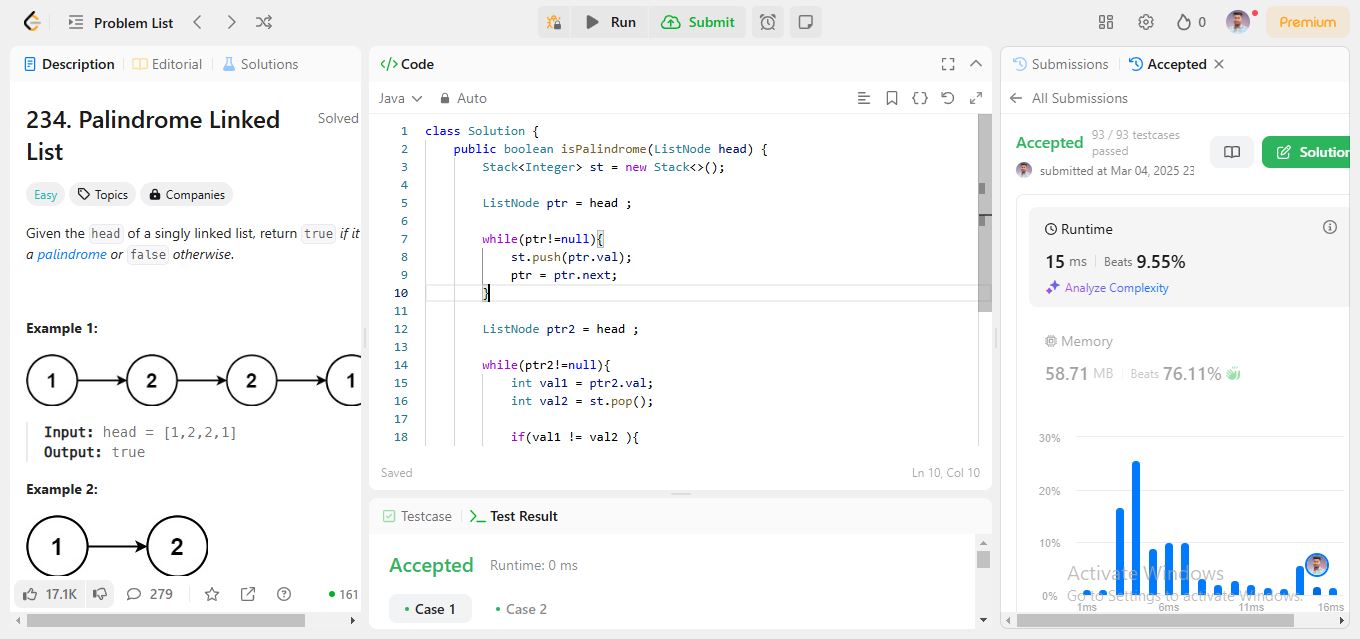 Problem List
Run
Submit
0
Premium
Description
Editorial
Solutions
234. Palindrome Linked
List
Solved
Easy
Topics
Companies
Given the head of a singly linked list, return true if it
a palindrome or false otherwise.
Example 1:
1
2
2
1
Input: head = [1,2,2,1]
Output: true
Example 2:
1
2
17.1K
279
161
Code
Java
Auto
1 class Solution {
2 public boolean isPalindrome(ListNode head) {
3 Stack<Integer> st = new Stack<>();
4
5 ListNode ptr = head ;
6
7 while(ptr!=null){
8 st.push(ptr.val);
9 ptr = ptr.next;
10 }
11
12 ListNode ptr2 = head ;
13
14 while(ptr2!=null){
15 int val1 = ptr2.val;
16 int val2 = st.pop();
17
18 if(val1 != val2 ){
Saved
Ln 10, Col 10
Testcase
Test Result
Accepted
Runtime: 0 ms
Case 1
Case 2
Submissions
Accepted
All Submissions
Accepted
93 / 93 testcases
passed
submitted at Mar 04, 2025 23
Solution
Runtime
15 ms
Beats 9.55%
Analyze Complexity
Memory
58.71 MB
Beats 76.11%
30%
20%
10%
0%
1ms
6ms
11ms
16ms
Activate Windows
Go to Settings to activate Windows.